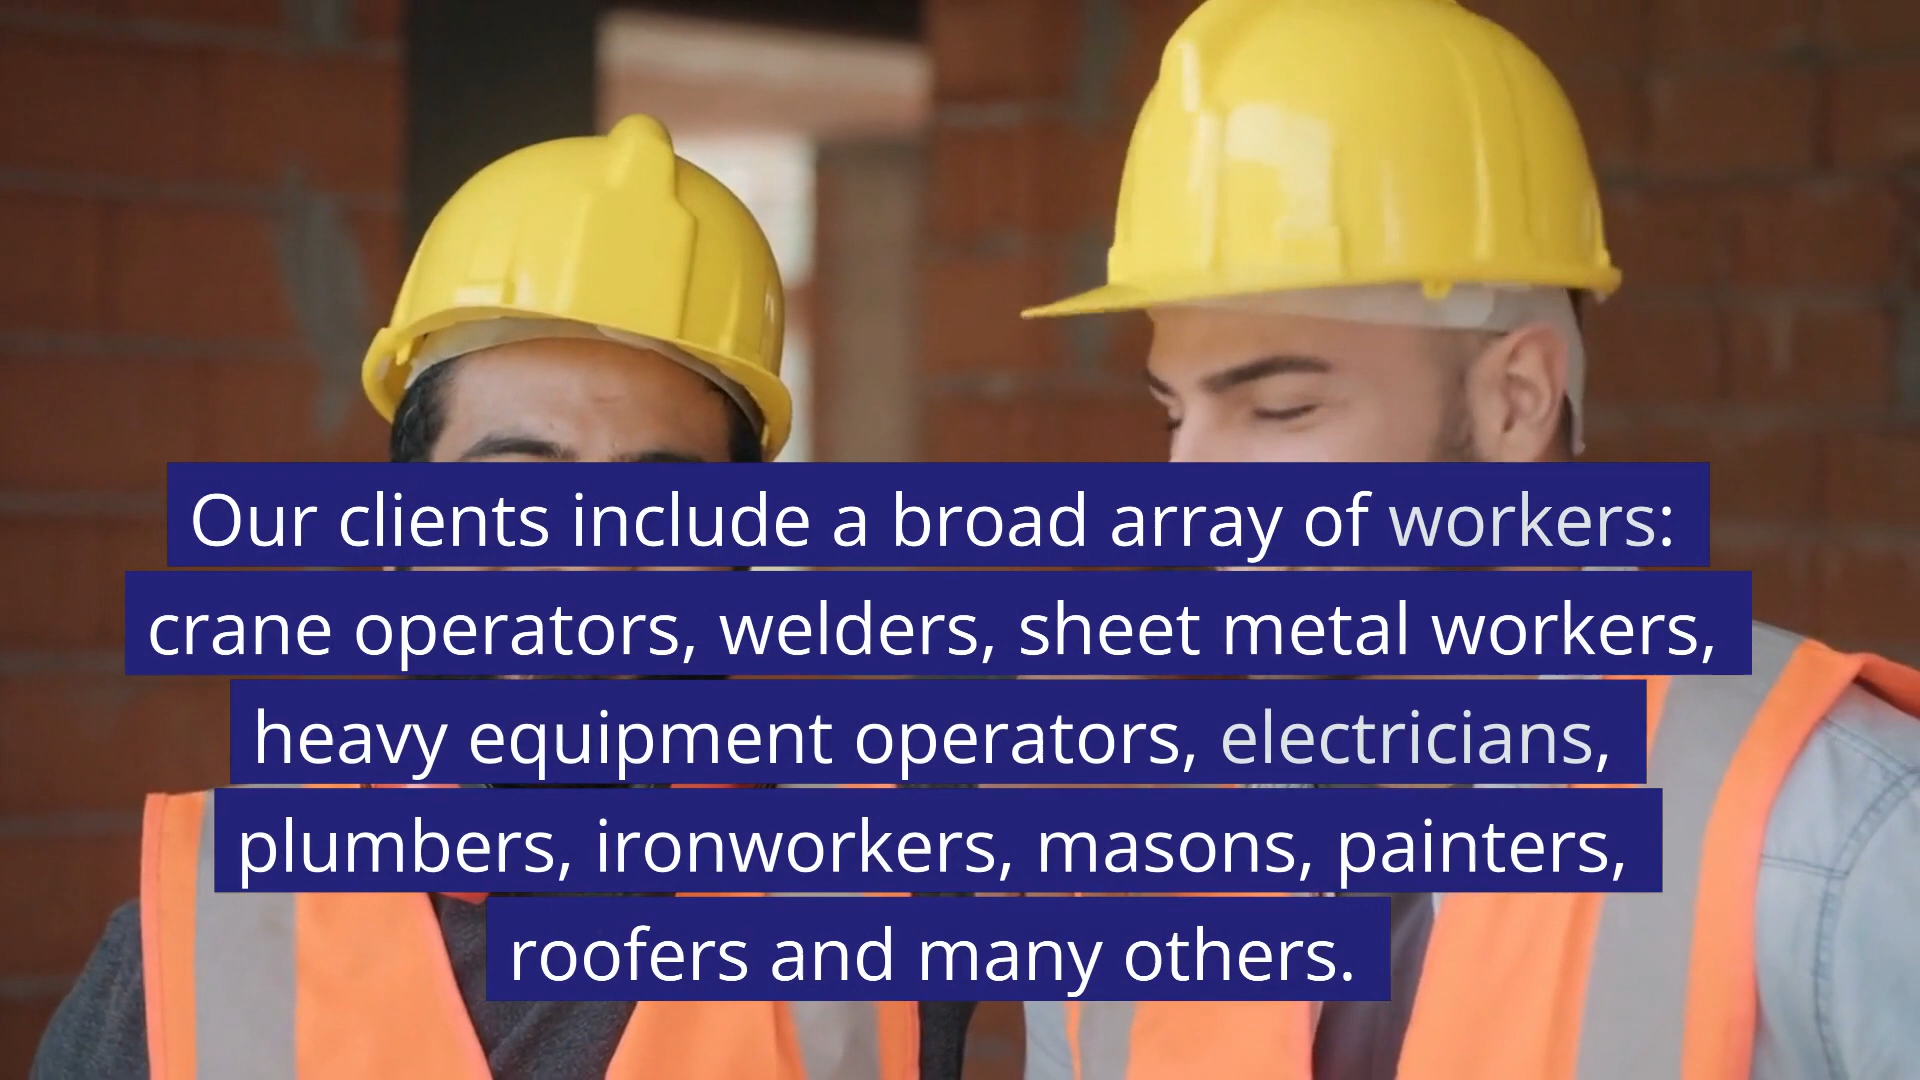 Our clients include a broad array of workers:
crane operators, welders, sheet metal workers,
heavy equipment operators, electricians,
plumbers, ironworkers, masons, painters,
roofers and many others.